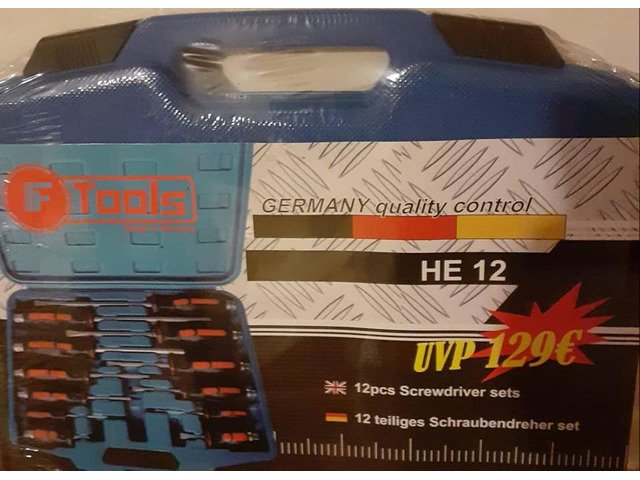 F Tools
GERMANY quality control
HE 12
UVP 129€
12pcs Screwdriver sets
12 teiliges Schraubendreher set